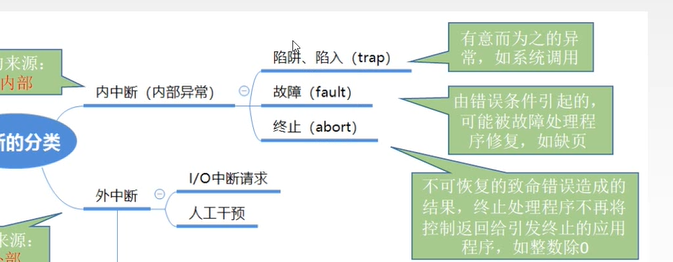 有意而为之的异
常，如系统调用
陷阱、陷入（trap）
的来源：
内部
内中断（内部异常）
故障（fault）
由错误条件引起的，
可能被故障处理程
序修复，如缺页
终止（abort）
断的分类
不可恢复的致命错误造成的
结果，终止处理程序不再将
控制返回给引发终止的应用
程序，如整数除0
外中断
I/O中断请求
人工干预
来源：
部